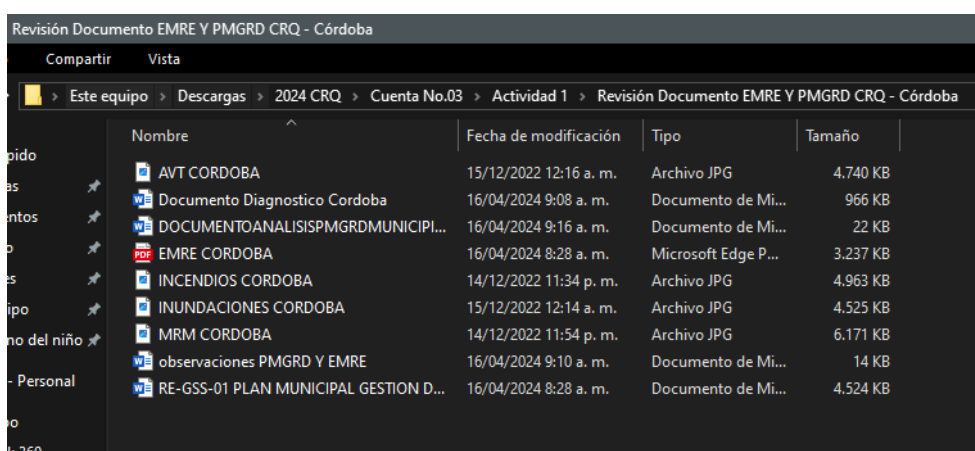 Revisión Documento EMRE Y PMGRD CRQ - Córdoba
Compartir Vista
Este equipo > Descargas > 2024 CRQ > Cuenta No.03 > Actividad 1 > Revisión Documento EMRE Y PMGRD CRQ - Córdoba
Nombre Fecha de modificación Tipo Tamaño
pido
AVT CORDOBA 15/12/2022 12:16 a. m. Archivo JPG 4.740 KB
as
Documento Diagnostico Cordoba 16/04/2024 9:08 a. m. Documento de Mi... 966 KB
entos
DOCUMENTOANALISISPMGRDMUNICIPI... 16/04/2024 9:16 a. m. Documento de Mi... 22 KB
o
PDF EMRE CORDOBA 16/04/2024 8:28 a. m. Microsoft Edge P... 3.237 KB
es
INCENDIOS CORDOBA 14/12/2022 11:34 p. m. Archivo JPG 4.963 KB
ipo
INUNDACIONES CORDOBA 15/12/2022 12:14 a. m. Archivo JPG 4.525 KB
no del niño
MRM CORDOBA 14/12/2022 11:54 p. m. Archivo JPG 6.171 KB
observaciones PMGRD Y EMRE 16/04/2024 9:10 a. m. Documento de Mi... 14 KB
- Personal
RE-GSS-01 PLAN MUNICIPAL GESTION D... 16/04/2024 8:28 a. m. Documento de Mi... 4.524 KB
po